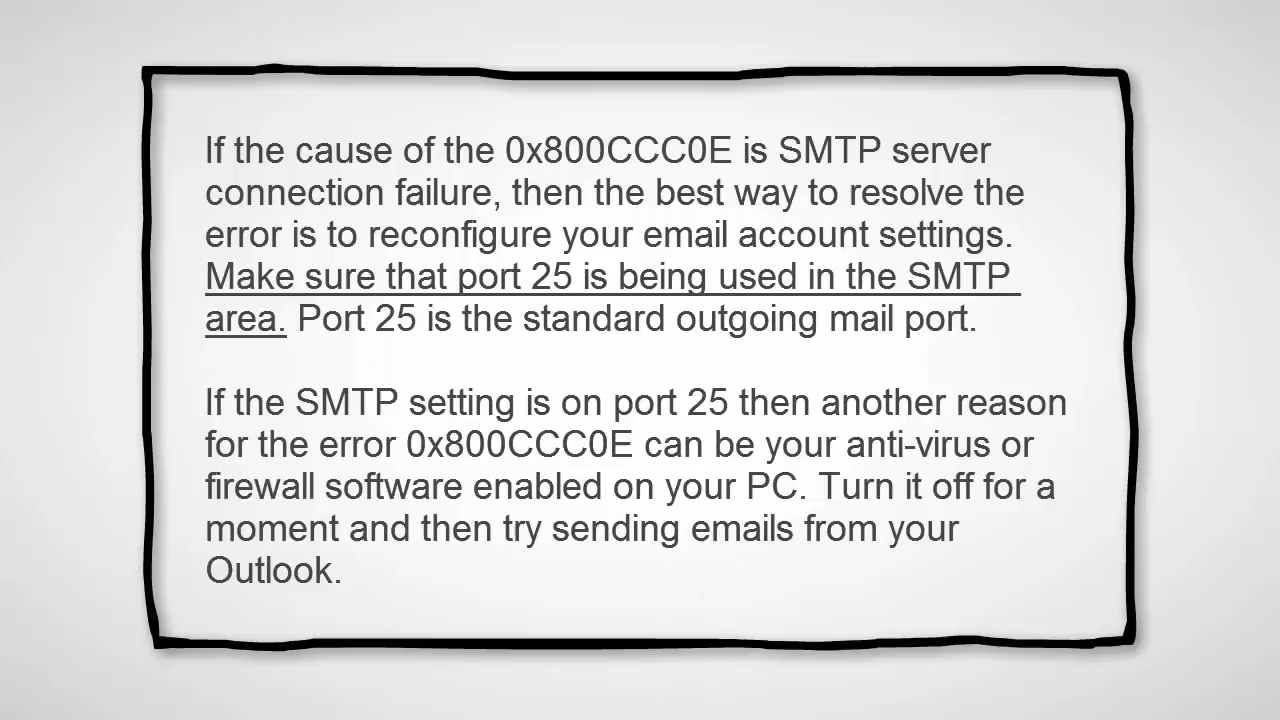 If the cause of the 0x800CCC0E is SMTP server
connection failure, then the best way to resolve the
error is to reconfigure your email account settings.
Make sure that port 25 is being used in the SMTP
area. Port 25 is the standard outgoing mail port.
If the SMTP setting is on port 25 then another reason
for the error 0x800CCC0E can be your anti-virus or
firewall software enabled on your PC. Turn it off for a
moment and then try sending emails from your
Outlook.